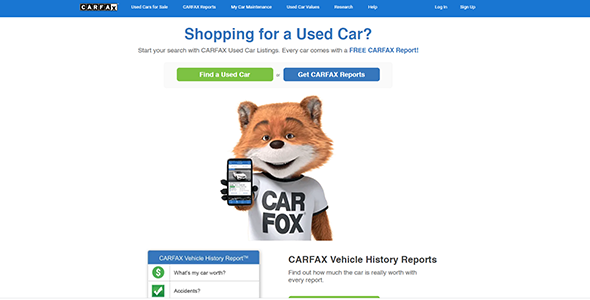 CARFAX Used Cars for Sale CARFAX Reports My Car Maintenance Used Car Values Research Help Log In Sign Up
Shopping for a Used Car?
Start your search with CARFAX Used Car Listings. Every car comes with a FREE CARFAX Report!
Find a Used Car or Get CARFAX Reports
CAR
FOX
CARFAX Vehicle History Report™
$ What's my car worth?
Accidents?
CARFAX Vehicle History Reports
Find out how much the car is really worth with
every report.